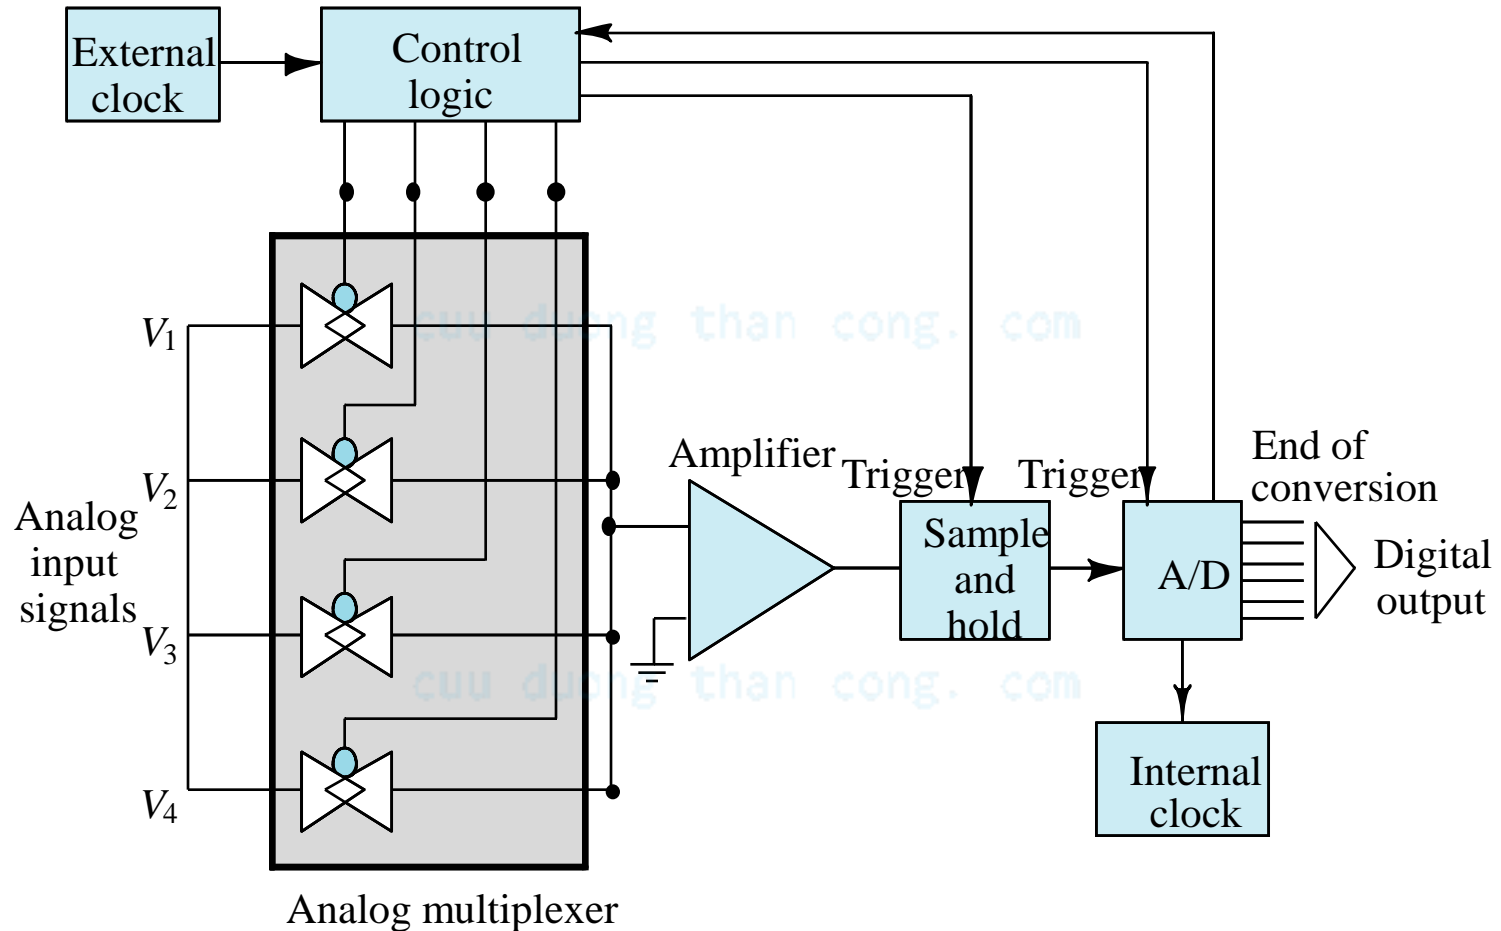 External
clock
Control
logic
V1
V2
V3
V4
Analog
input
signals
cuu duong than cong. com
Amplifier
Trigger
Trigger
End of
conversion
Sample
and
hold
A/D
Digital
output
cuu duong than cong. com
Internal
clock
Analog multiplexer